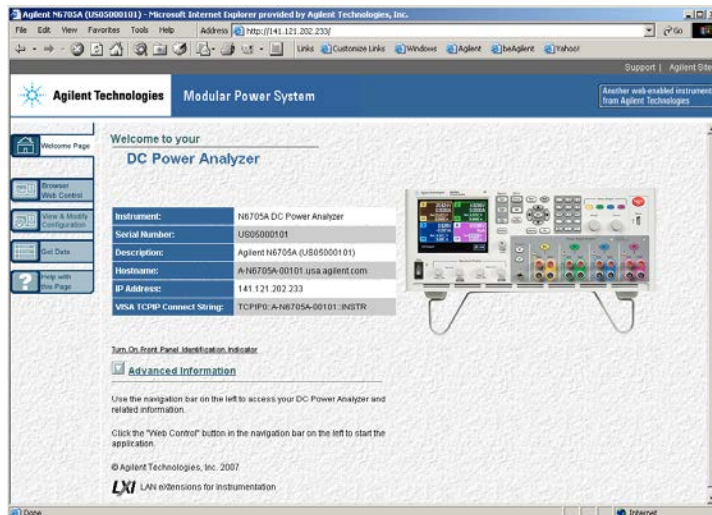 Agilent N6705A (US05000101) - Microsoft Internet Explorer provided by Agilent Technologies, Inc.
File Edit View Favorites Tools Help Address http://141.121.202.233/ Go
Links Customize Links Windows Agilent beAgilent Yahoo!
Support | Agilent Site
Agilent Technologies Modular Power System
Another web-enabled instrument
from Agilent Technologies
Welcome Page
Welcome to your
DC Power Analyzer
Browser
Web Control
View & Modify
Configuration
Get Data
Help with
this Page
Instrument: N6705A DC Power Analyzer
Serial Number: US05000101
Description: Agilent N6705A (US05000101)
Hostname: A-N6705A-00101.usa.agilent.com
IP Address: 141.121.202.233
VISA TCPIP Connect String: TCPIP0::A-N6705A-00101::INSTR
Turn On Front Panel Identification Indicator
Advanced Information
Use the navigation bar on the left to access your DC Power Analyzer and
related information.
Click the "Web Control" button in the navigation bar on the left to start the
application.
© Agilent Technologies, Inc. 2007
LXI LAN eXtensions for Instrumentation
Done
Internet